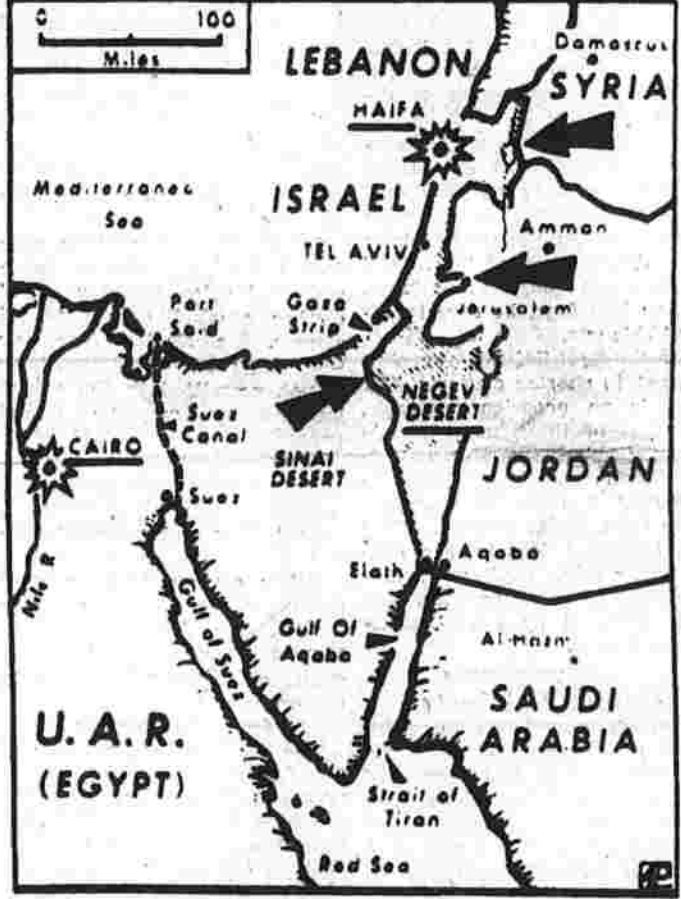 0 100
Miles
LEBANON
Damascus
SYRIA
HAIFA
Mediterranean
Sea
ISRAEL
TEL AVIV
Amman
Port
Said
Gaza
Strip
Jerusalem
NEGEV
DESERT
Suez
Canal
CAIRO
SINAI
DESERT
JORDAN
Suez
Elath
Aqaba
Nile R
Gulf of Suez
Gulf Of
Aqaba
SAUDI
ARABIA
U. A. R.
(EGYPT)
Strait of
Tiran
Red Sea